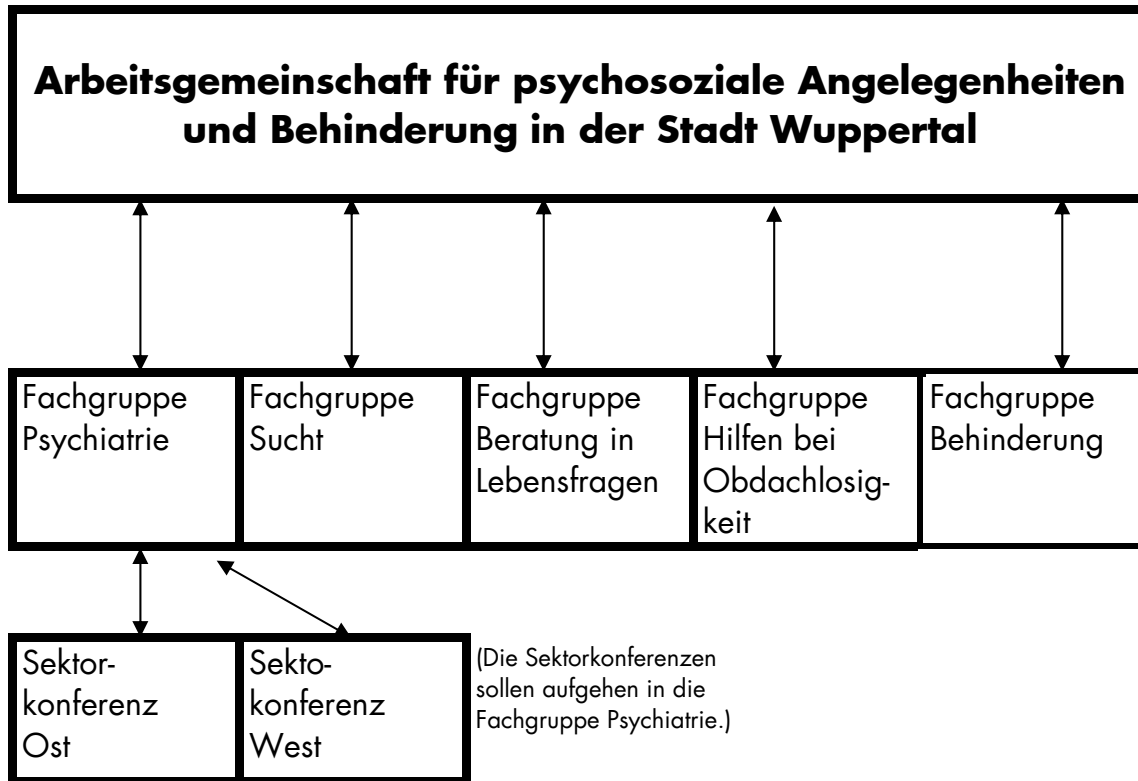 Arbeitsgemeinschaft für psychosoziale Angelegenheiten
und Behinderung in der Stadt Wuppertal
Fachgruppe
Psychiatrie
Fachgruppe
Sucht
Fachgruppe
Beratung in
Lebensfragen
Fachgruppe
Hilfen bei
Obdachlosig-
keit
Fachgruppe
Behinderung
Sektor-
konferenz
Ost
Sekto-
konferenz
West
(Die Sektorkonferenzen
sollen aufgehen in die
Fachgruppe Psychiatrie.)